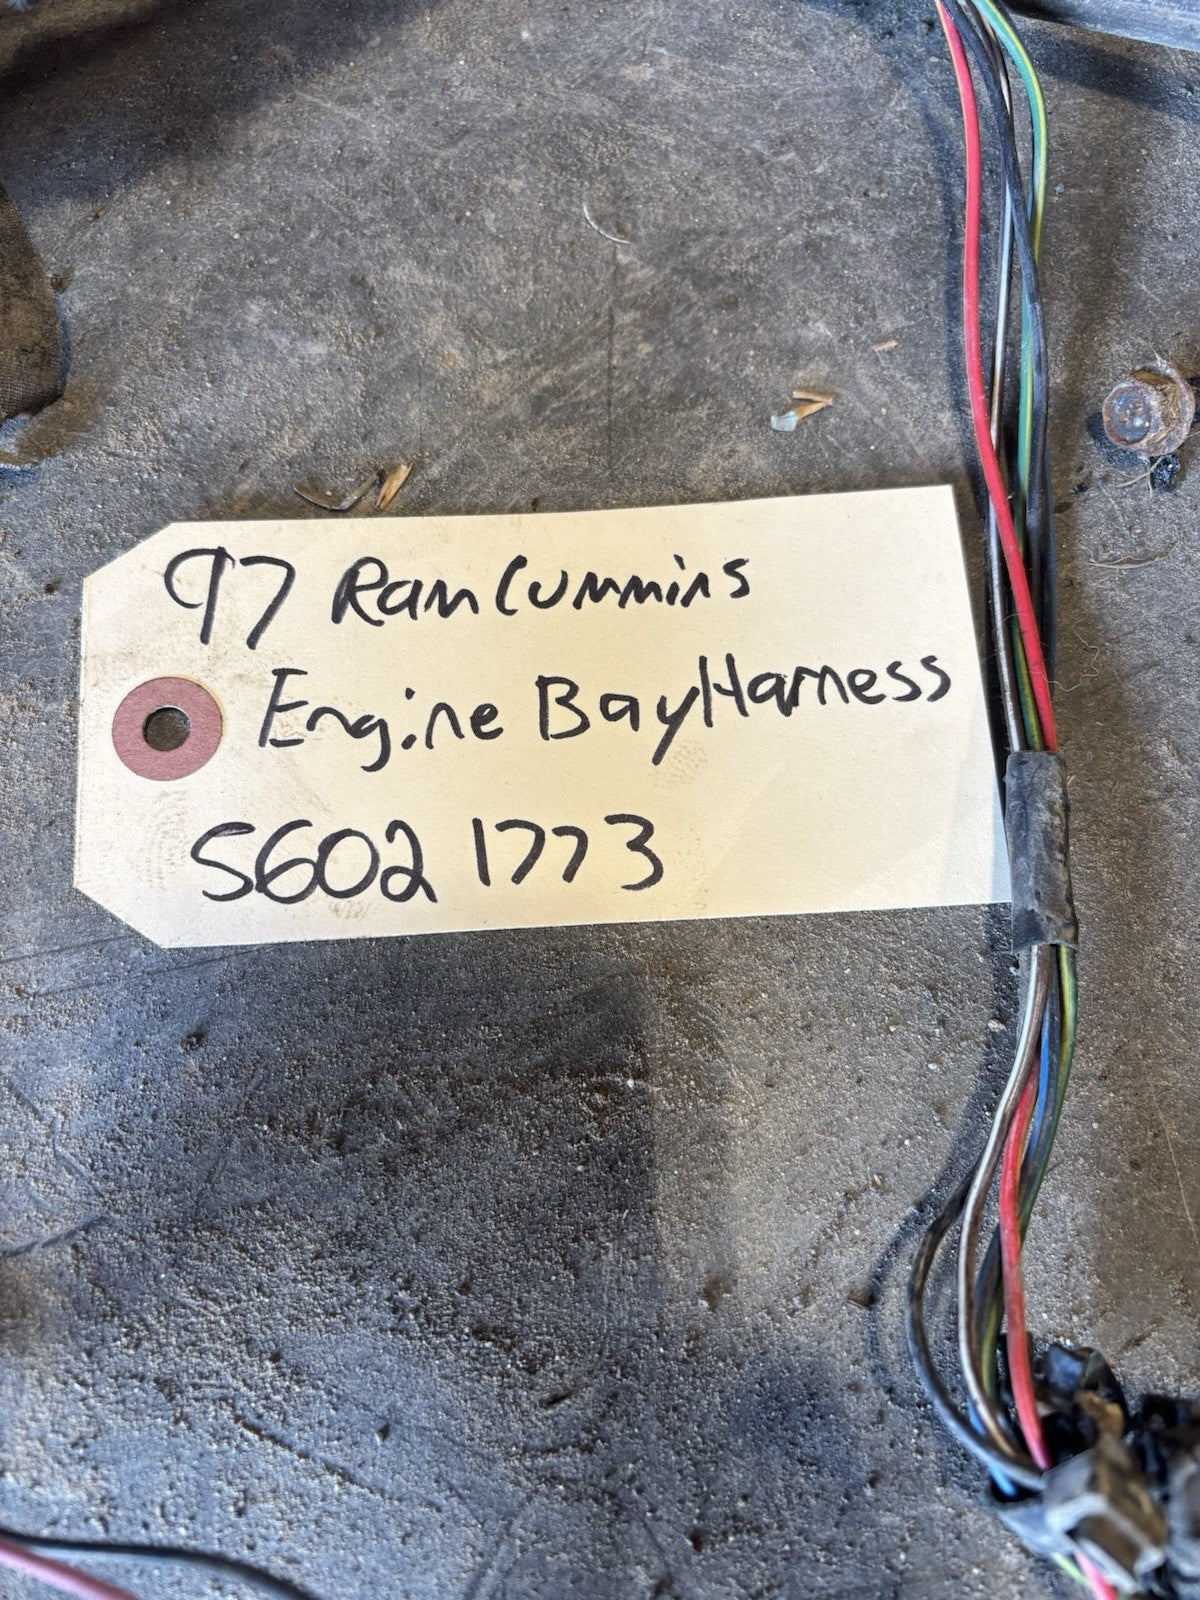 97 Ram Cummins
Engine Bay Harness
56021773